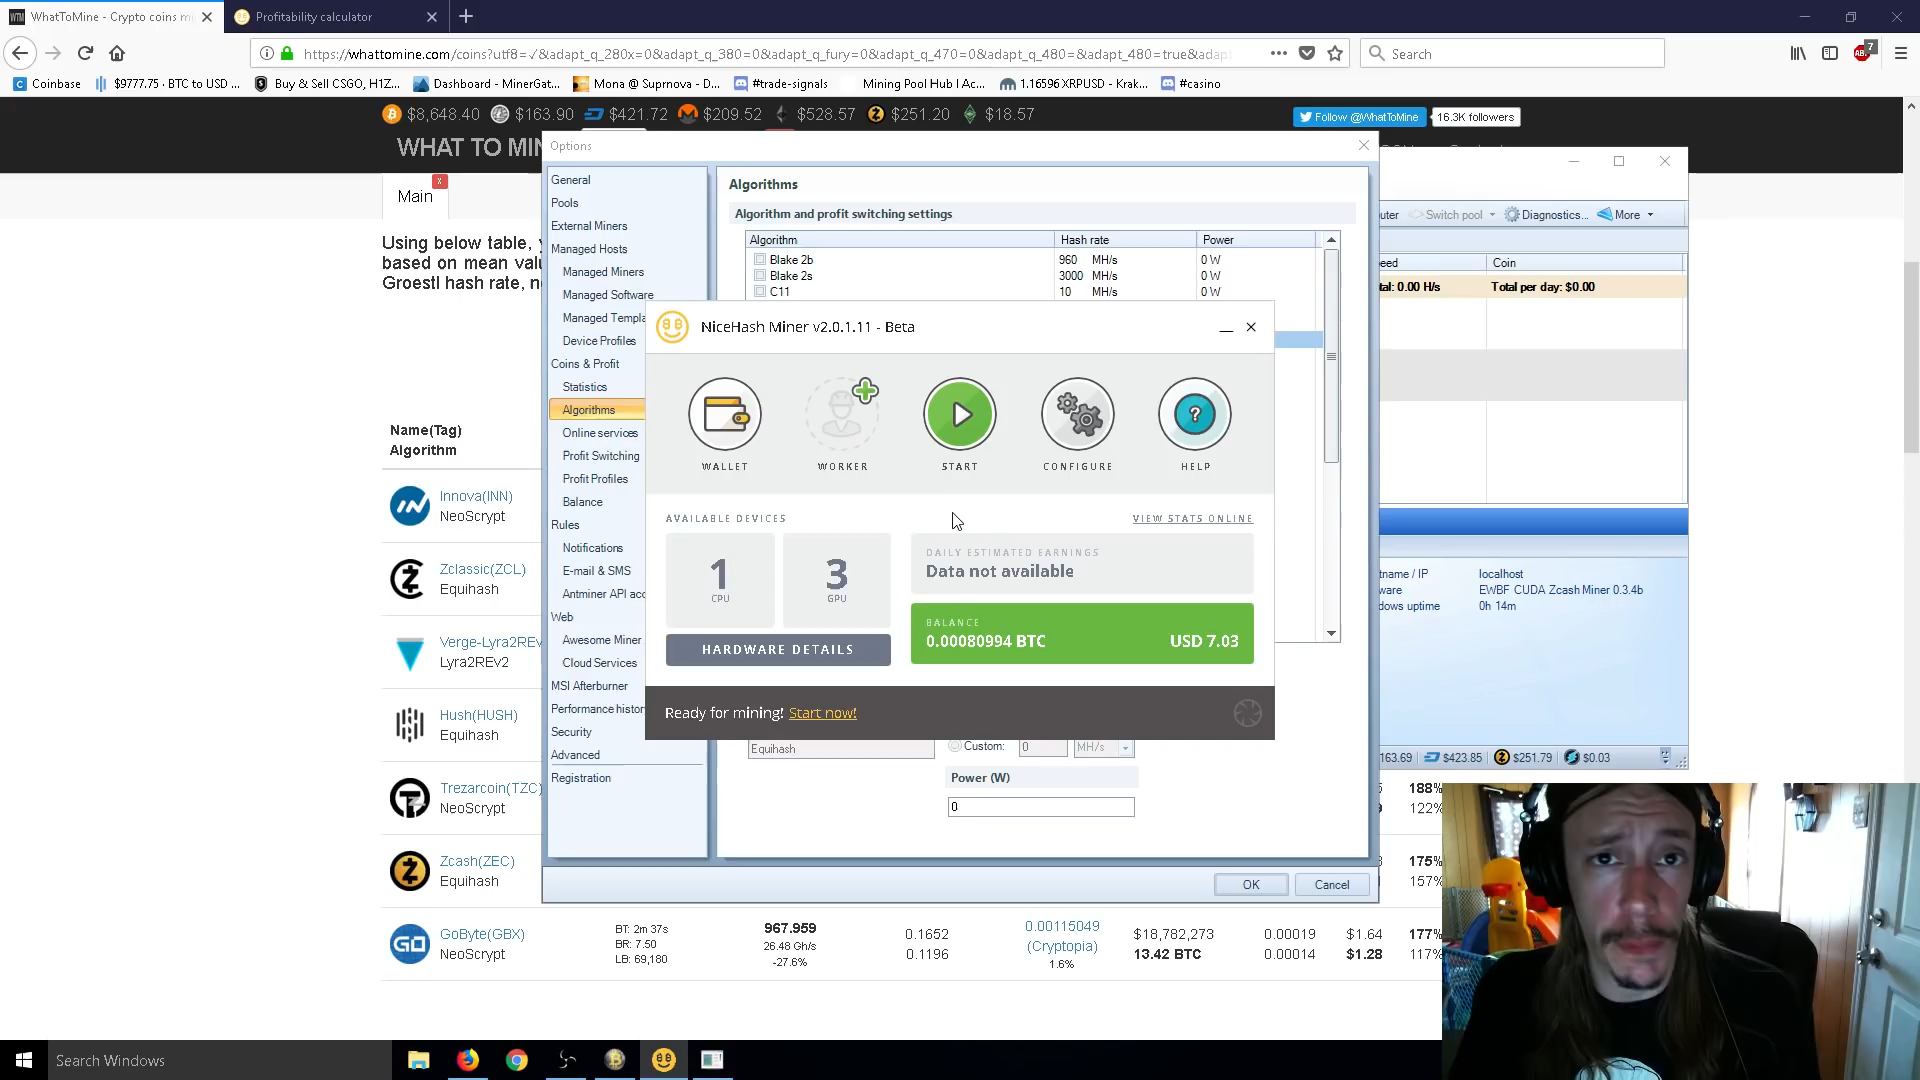 WhatToMine - Crypto coins mi
Profitability calculator
https://whattomine.com/coins?utf8=✓&adapt_q_280x=0&adapt_q_380=0&adapt_q_fury=0&adapt_q_470=0&adapt_q_480=&adapt_480=true&adapt
Search
7
Coinbase
$9777.75 · BTC to USD ...
Buy & Sell CSGO, H1Z...
Dashboard - MinerGat...
Mona @ Suprnova - D...
#trade-signals
Mining Pool Hub | Ac...
1.16596 XRPUSD - Krak...
#casino
$8,648.40
$163.90
$421.72
$209.52
$528.57
$251.20
$18.57
Follow @WhatToMine
16.3K followers
WHAT TO MIN
Main
x
Using below table, y
based on mean valu
Groestl hash rate, n
Name(Tag)
Algorithm
Innova(INN)
NeoScrypt
Zclassic(ZCL)
Equihash
Verge-Lyra2REv
Lyra2REv2
Hush(HUSH)
Equihash
Trezarcoin(TZC)
NeoScrypt
188%
122%
Zcash(ZEC)
Equihash
175%
157%
GoByte(GBX)
NeoScrypt
BT: 2m 37s
BR: 7.50
LB: 69,180
967.959
26.48 Gh/s
-27.6%
0.1652
0.1196
0.00115049
(Cryptopia)
1.6%
$18,782,273
13.42 BTC
0.00019
0.00014
$1.64
$1.28
177%
117%
Options
General
Pools
External Miners
Managed Hosts
Managed Miners
Managed Software
Managed Templa
Device Profiles
Coins & Profit
Statistics
Algorithms
Online services
Profit Switching
Profit Profiles
Balance
Rules
Notifications
E-mail & SMS
Antminer API acc
Web
Awesome Miner
Cloud Services
MSI Afterburner
Performance histor
Security
Advanced
Registration
Algorithms
Algorithm and profit switching settings
Algorithm
Hash rate
Power
Blake 2b
960 MH/s
0 W
Blake 2s
3000 MH/s
0 W
C11
10 MH/s
0 W
Equihash
Custom:
0
MH/s
Power (W)
0
OK
Cancel
NiceHash Miner v2.0.1.11 - Beta
WALLET
WORKER
START
CONFIGURE
HELP
AVAILABLE DEVICES
VIEW STATS ONLINE
1
CPU
3
GPU
HARDWARE DETAILS
DAILY ESTIMATED EARNINGS
Data not available
BALANCE
0.00080994 BTC
USD 7.03
Ready for mining! Start now!
uter
Switch pool
Diagnostics...
More
eed
Coin
tal: 0.00 H/s
Total per day: $0.00
tname / IP
localhost
ware
EWBF CUDA Zcash Miner 0.3.4b
dows uptime
0h 14m
163.69
$423.85
$251.79
$0.03
Search Windows